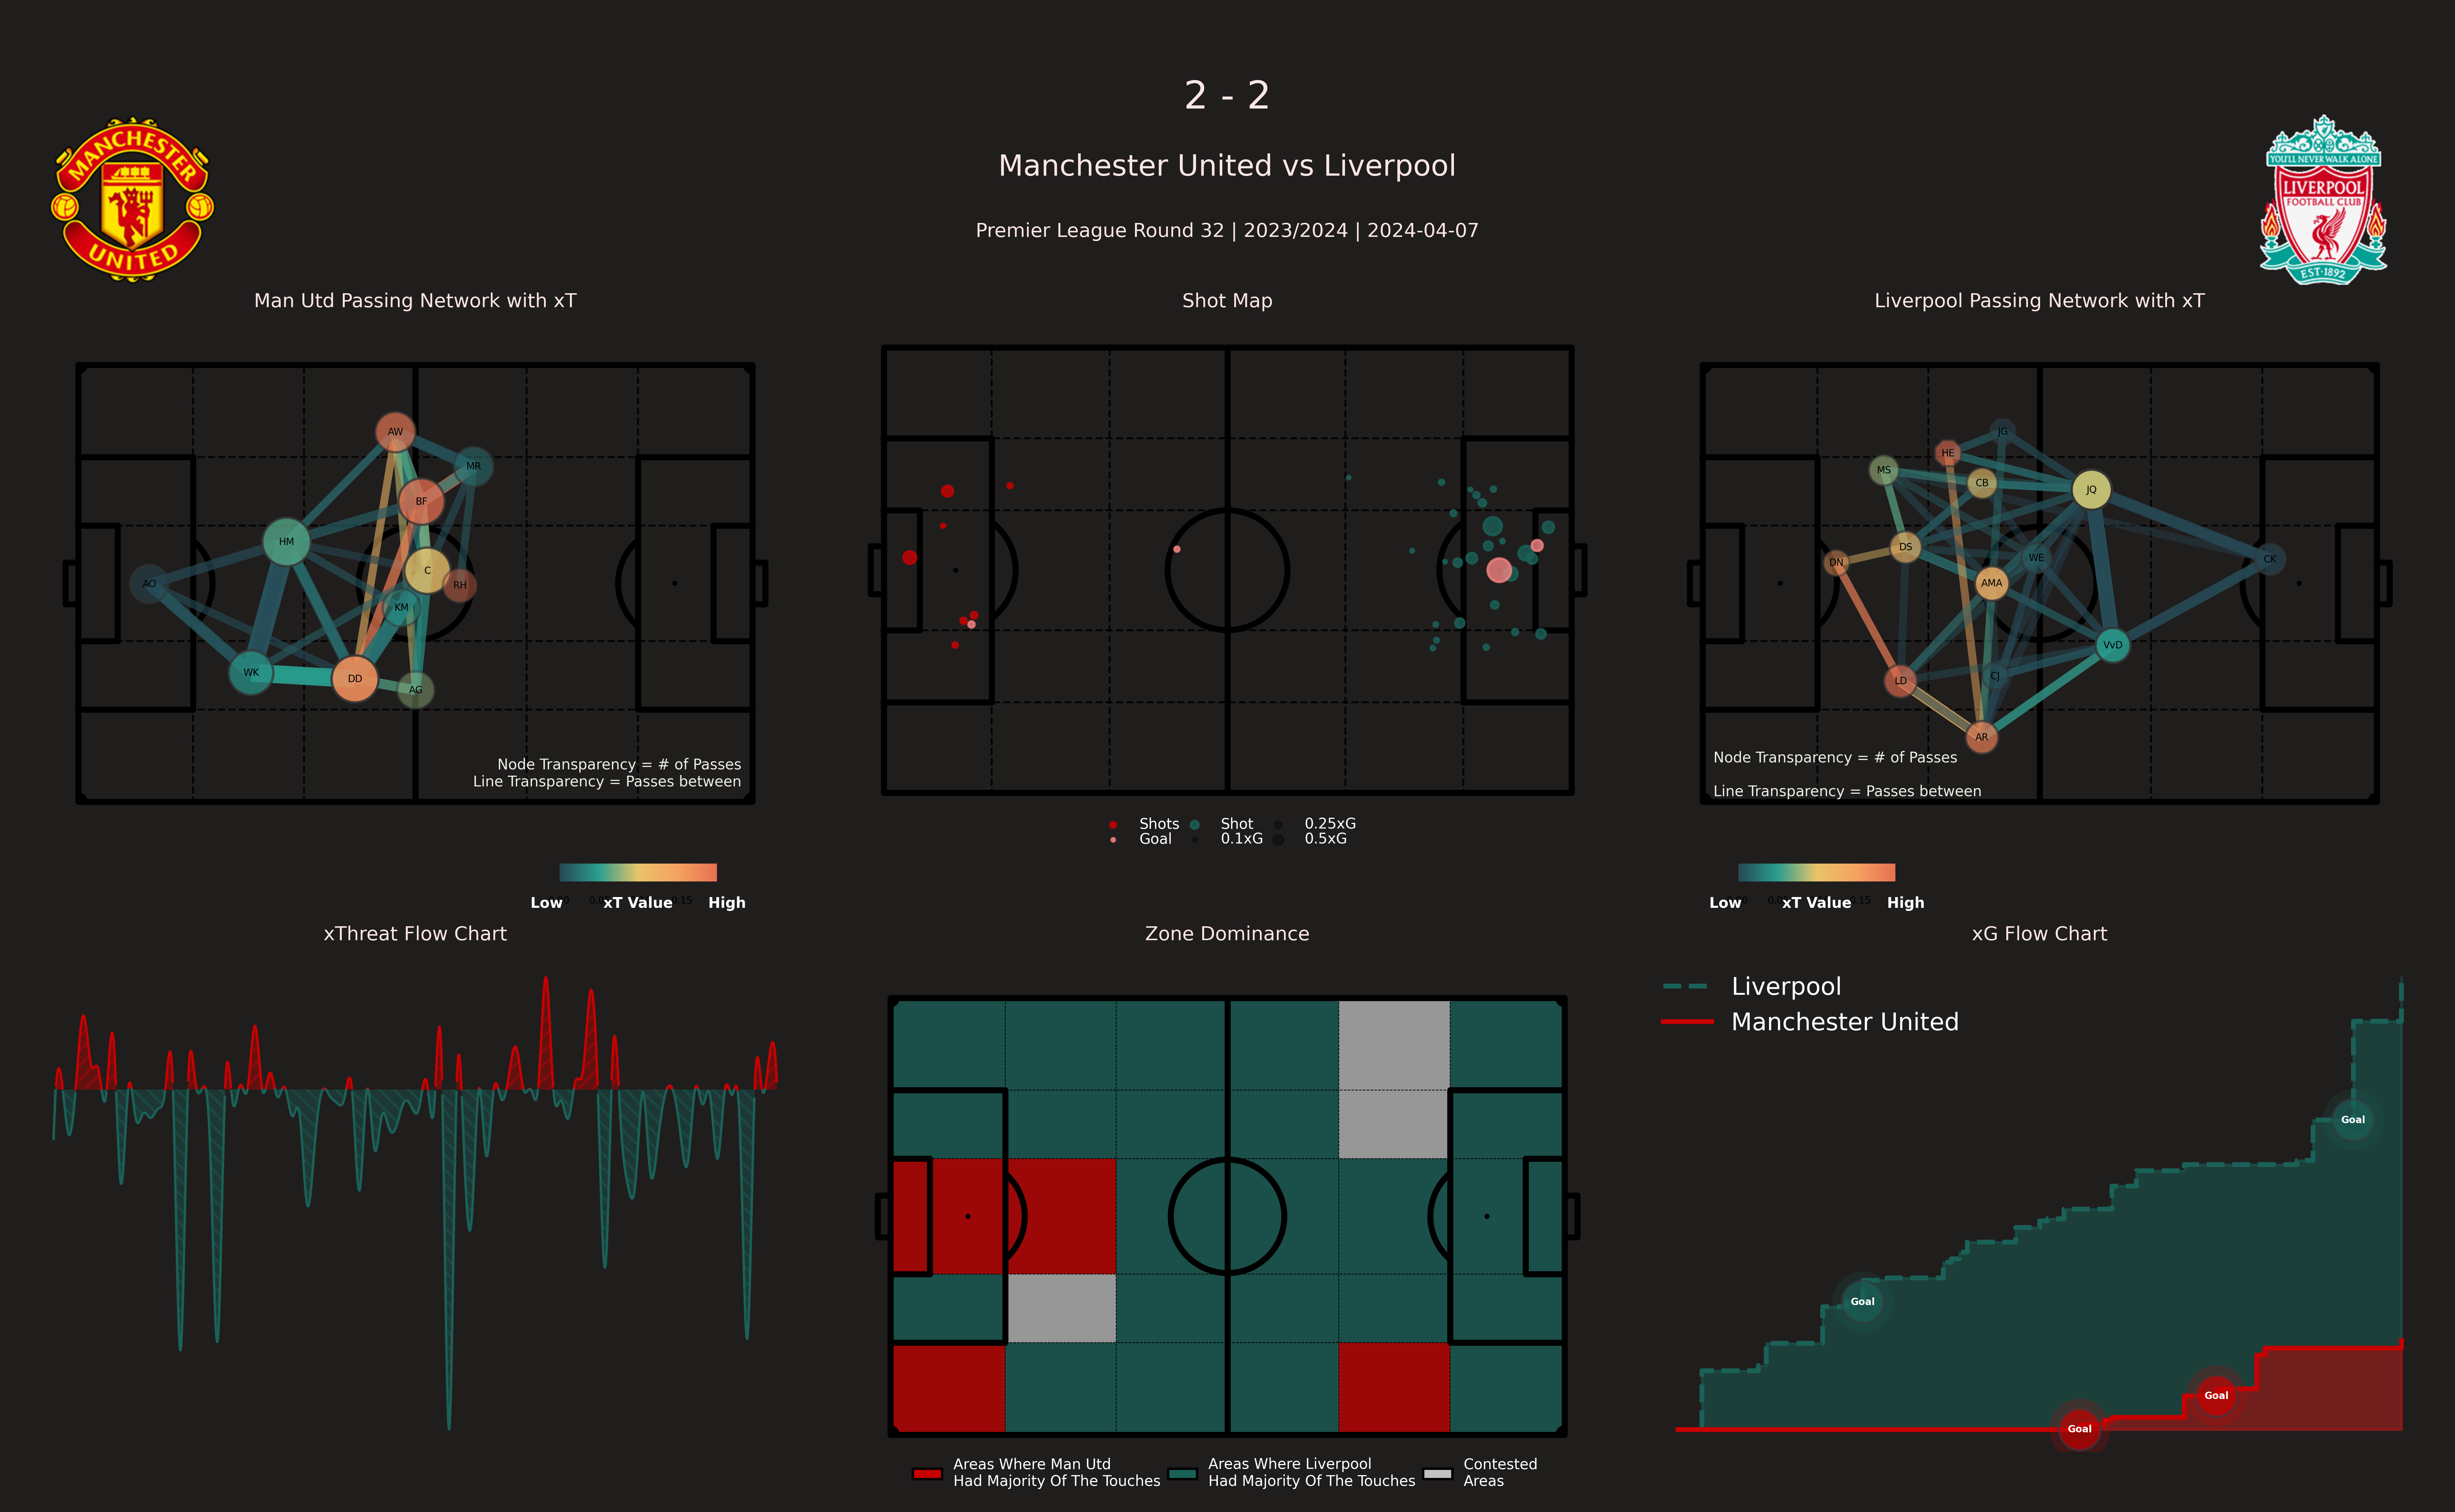 2 - 2
Manchester United vs Liverpool
Premier League Round 32 | 2023/2024 | 2024-04-07
MANCHESTER
UNITED
YOU'LL NEVER WALK ALONE
LIVERPOOL
FOOTBALL CLUB
EST·1892
Man Utd Passing Network with xT
AW
MR
BF
HM
C
AO
RH
KM
WK
DD
AG
Node Transparency = # of Passes
Line Transparency = Passes between
Low
xT Value
0.15
High
Shot Map
Shots
Shot
0.25xG
Goal
0.1xG
0.5xG
Liverpool Passing Network with xT
JG
HE
MS
CB
JQ
DS
WE
DN
CK
AMA
VvD
LD
CJ
AR
Node Transparency = # of Passes
Line Transparency = Passes between
Low
xT Value
0.15
High
xThreat Flow Chart
Zone Dominance
Areas Where Man Utd
Had Majority Of The Touches
Areas Where Liverpool
Had Majority Of The Touches
Contested
Areas
xG Flow Chart
Liverpool
Manchester United
Goal
Goal
Goal
Goal